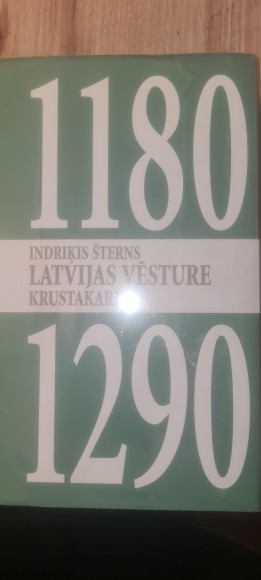 1180
INDRIĶIS ŠTERNS
LATVIJAS VĒSTURE
1290